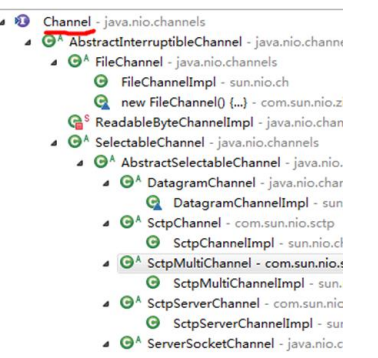 Channel - java.nio.channels
AbstractInterruptibleChannel - java.nio.channe
FileChannel - java.nio.channels
FileChannelImpl - sun.nio.ch
new FileChannel() {...} - com.sun.nio.z
ReadableByteChannelImpl - java.nio.chan
SelectableChannel - java.nio.channels
AbstractSelectableChannel - java.nio.
DatagramChannel - java.nio.char
DatagramChannelImpl - sun
SctpChannel - com.sun.nio.sctp
SctpChannelImpl - sun.nio.ch
SctpMultiChannel - com.sun.nio.s
SctpMultiChannelImpl - sun.
SctpServerChannel - com.sun.nio
SctpServerChannelImpl - sur
ServerSocketChannel - java.nio.c